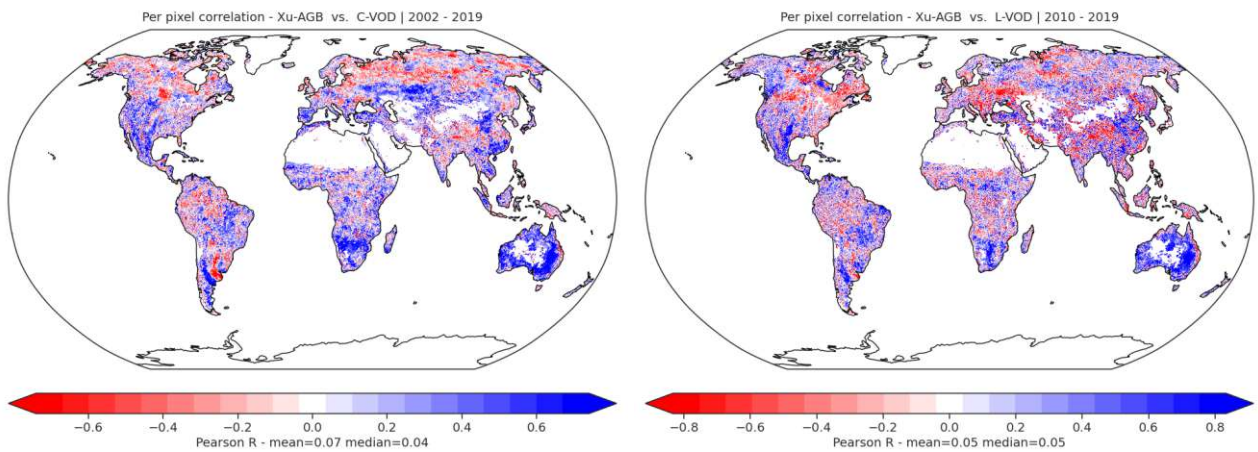 Per pixel correlation - Xu-AGB vs. C-VOD | 2002 - 2019
−0.6 −0.4 −0.2 0.0 0.2 0.4 0.6
Pearson R - mean=0.07 median=0.04
Per pixel correlation - Xu-AGB vs. L-VOD | 2010 - 2019
−0.8 −0.6 −0.4 −0.2 0.0 0.2 0.4 0.6 0.8
Pearson R - mean=0.05 median=0.05